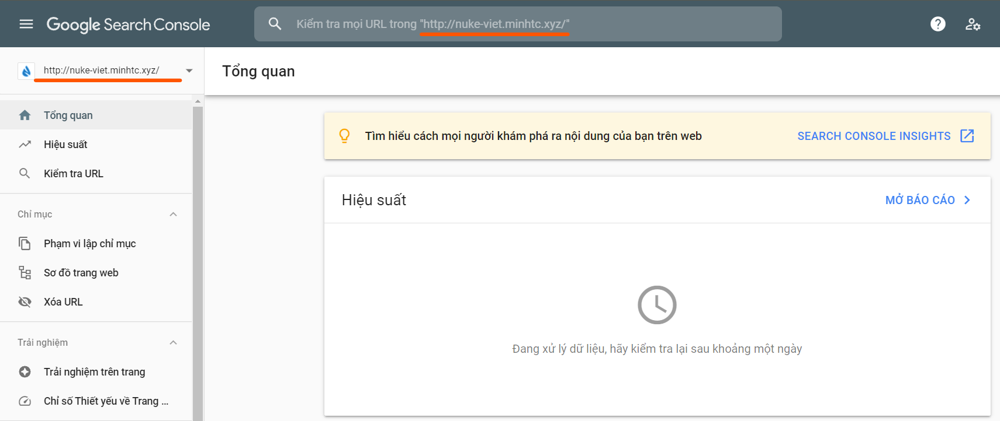 Google Search Console
Kiểm tra mọi URL trong "http://nuke-viet.minhtc.xyz/"
?
http://nuke-viet.minhtc.xyz/
Tổng quan
Tổng quan
Hiệu suất
Kiểm tra URL
Chỉ mục
Phạm vi lập chỉ mục
Sơ đồ trang web
Xóa URL
Trải nghiệm
Trải nghiệm trên trang
Chỉ số Thiết yếu về Trang ...
Tìm hiểu cách mọi người khám phá ra nội dung của bạn trên web
SEARCH CONSOLE INSIGHTS
Hiệu suất
MỞ BÁO CÁO
Đang xử lý dữ liệu, hãy kiểm tra lại sau khoảng một ngày